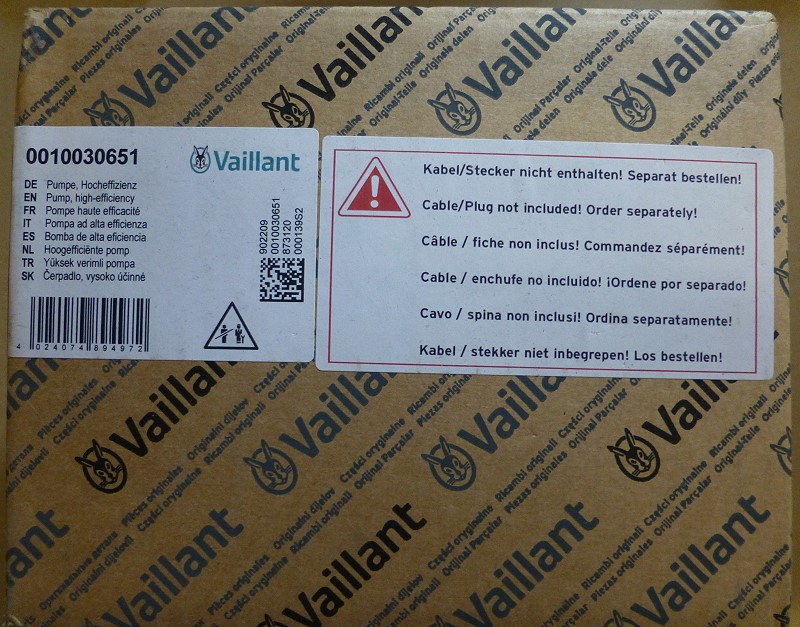 0010030651
Vaillant
DE Pumpe, Hocheffizienz
EN Pump, high-efficiency
FR Pompe haute efficacité
IT Pompa ad alta efficienza
ES Bomba de alta eficiencia
NL Hoogefficiënte pomp
TR Yüksek verimli pompa
SK Čerpadlo, vysoko účinné
902209
0010030651
873120
000139S2
4 024074 894972
Kabel/Stecker nicht enthalten! Separat bestellen!
Cable/Plug not included! Order separately!
Câble / fiche non inclus! Commandez séparément!
Cable / enchufe no incluido! ¡Ordene por separado!
Cavo / spina non inclusi! Ordina separatamente!
Kabel / stekker niet inbegrepen! Los bestellen!
Vaillant
Vaillant
Vaillant
Vaillant
Vaillant
Vaillant
Vaillant
Vaillant
Vaillant
Vaillant
Części oryginalne Ricambi originali
Piezas originales Orijinal Parçalar
Original-Teile Originele delen
Pièces originales Originalni dijelovi